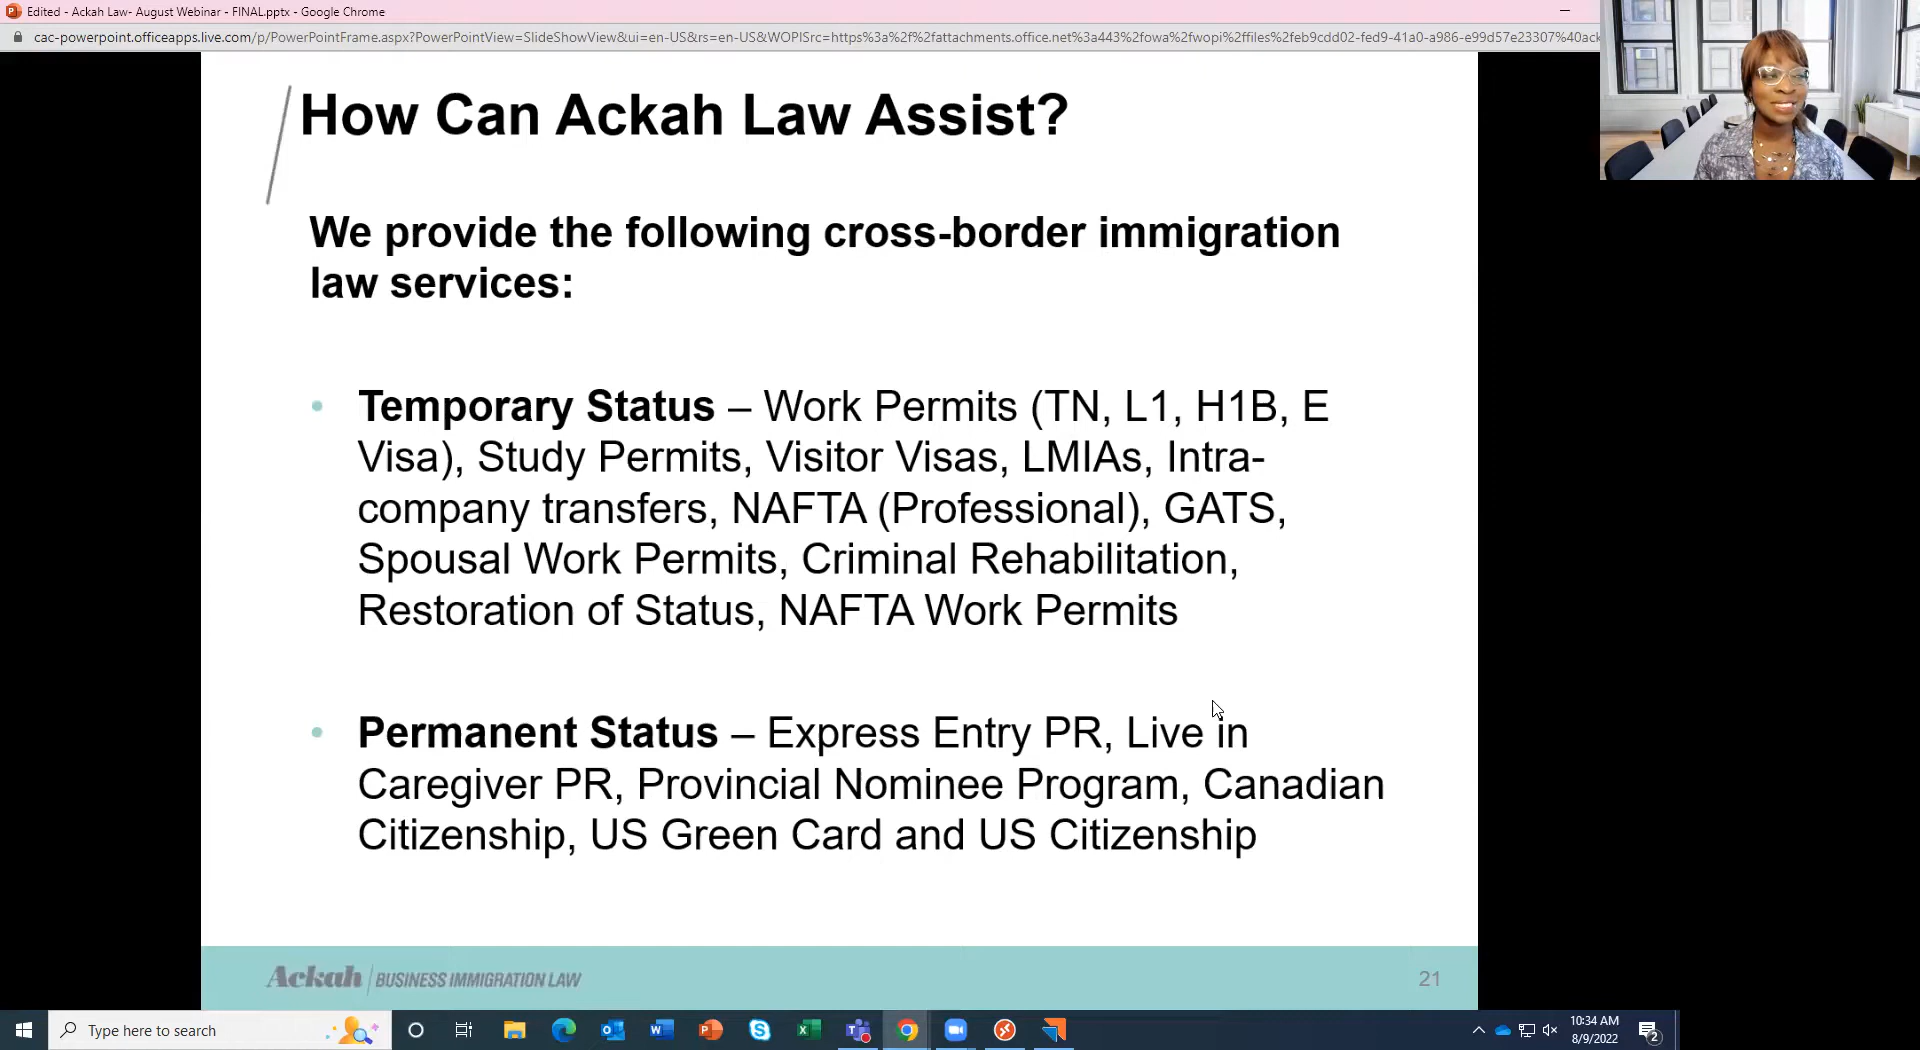 Edited - Ackah Law- August Webinar - FINAL.pptx - Google Chrome
cac-powerpoint.officeapps.live.com/p/PowerPointFrame.aspx?PowerPointView=SlideShowView&ui=en-US&rs=en-US&WOPISrc=https%3a%2f%2fattachments.office.net%3a443%2fowa%2fwopi%2ffiles%2feb9cdd02-fed9-41a0-a986-e99d57e23307%40ack
How Can Ackah Law Assist?
We provide the following cross-border immigration
law services:
• Temporary Status – Work Permits (TN, L1, H1B, E
Visa), Study Permits, Visitor Visas, LMIAs, Intra-
company transfers, NAFTA (Professional), GATS,
Spousal Work Permits, Criminal Rehabilitation,
Restoration of Status, NAFTA Work Permits
• Permanent Status – Express Entry PR, Live in
Caregiver PR, Provincial Nominee Program, Canadian
Citizenship, US Green Card and US Citizenship
Ackah | BUSINESS IMMIGRATION LAW
21
Type here to search
10:34 AM
8/9/2022
2